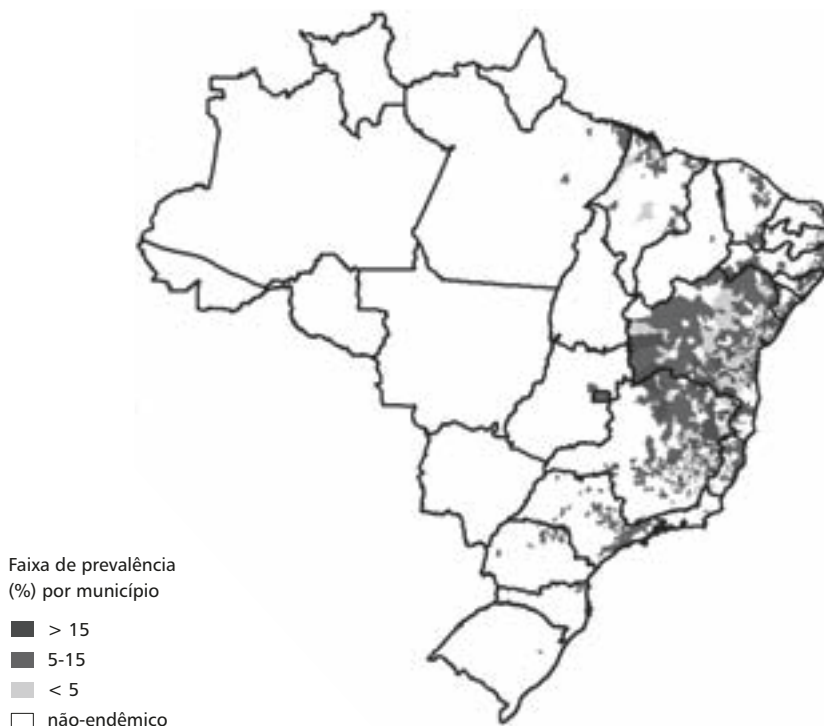 Faixa de prevalência
(%) por município
> 15
5-15
< 5
não-endêmico